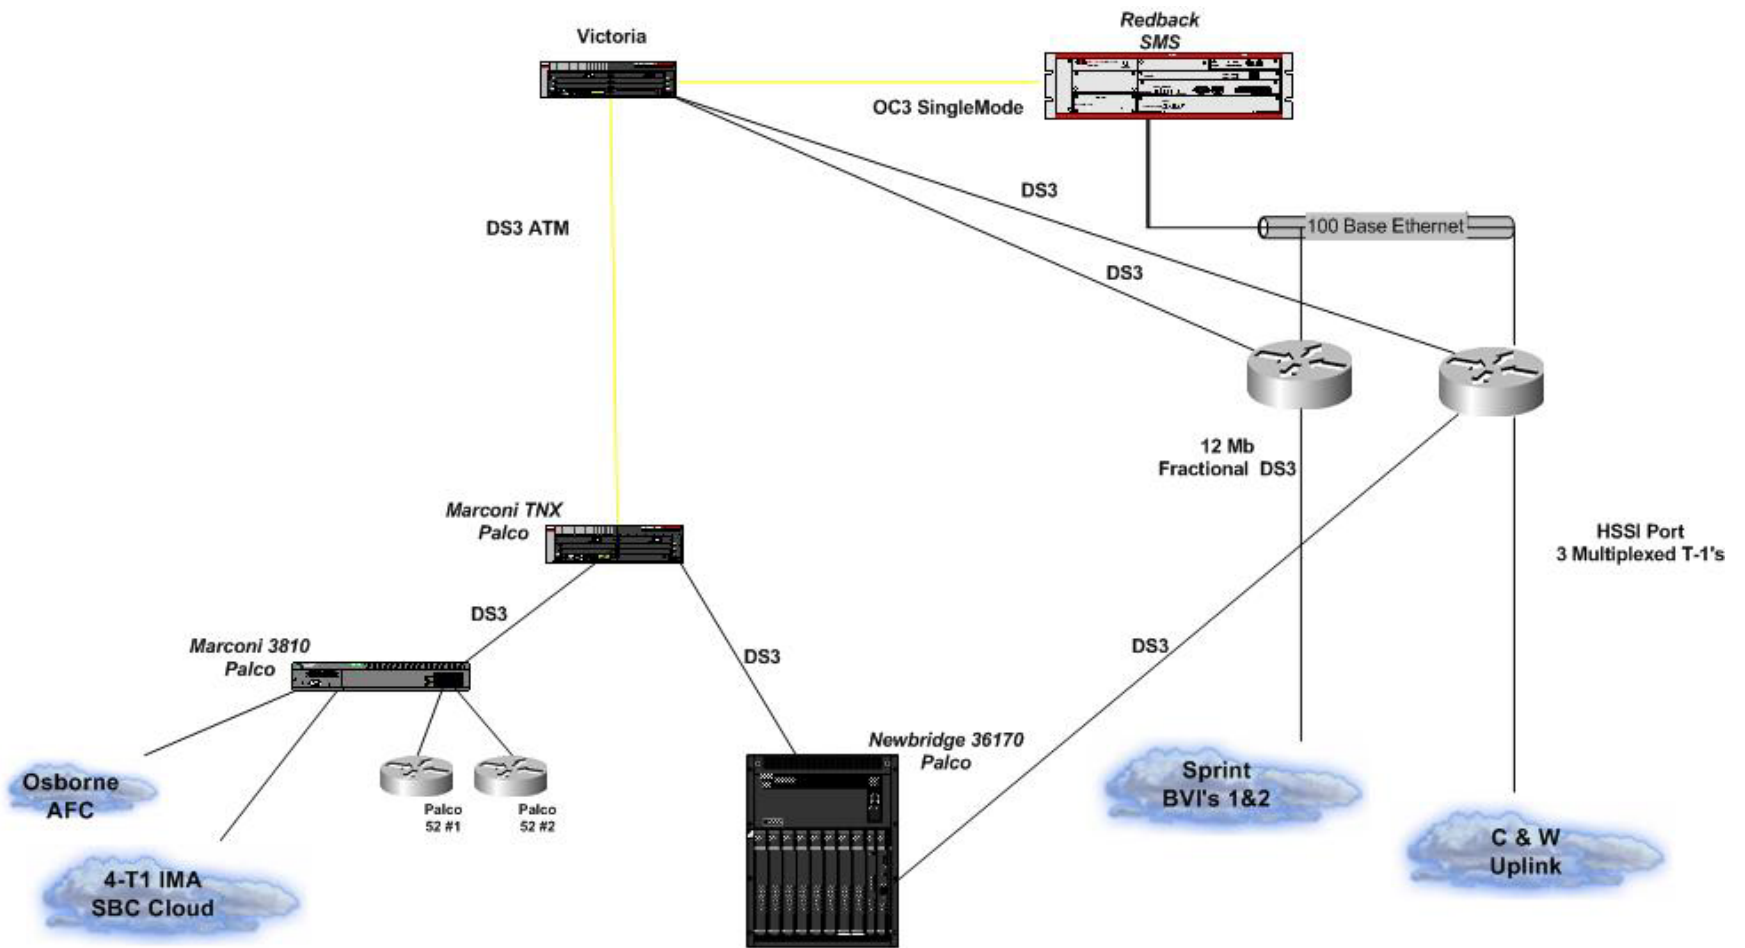 Redback
SMS
Victoria
OC3 SingleMode
DS3
DS3 ATM
100 Base Ethernet
DS3
12 Mb
Fractional DS3
Marconi TNX
Palco
HSSI Port
3 Multiplexed T-1's
DS3
Marconi 3810
Palco
DS3
DS3
Newbridge 36170
Palco
Osborne
AFC
Palco
52 #1
Palco
52 #2
Sprint
BVI's 1&2
C & W
Uplink
4-T1 IMA
SBC Cloud